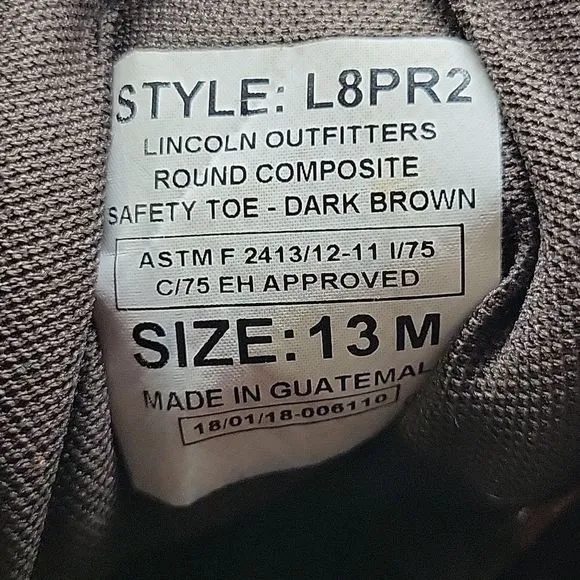 STYLE: L8PR2
LINCOLN OUTFITTERS
ROUND COMPOSITE
SAFETY TOE - DARK BROWN
ASTM F 2413/12-11 I/75
C/75 EH APPROVED
SIZE: 13 M
MADE IN GUATEMAL
18/01/18-006110